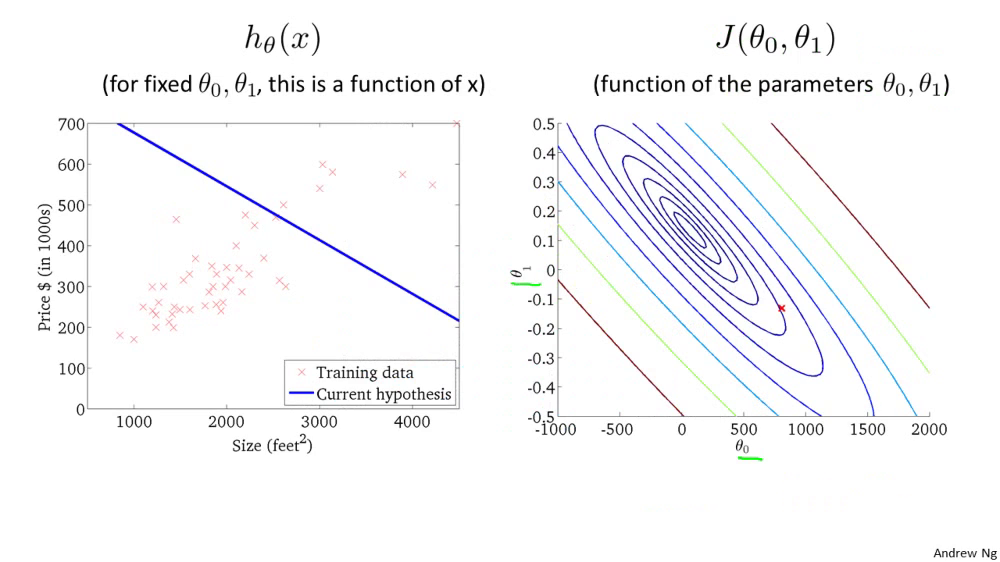 hθ(x)
(for fixed θ0, θ1, this is a function of x)
700
600
500
400
300
200
100
0
Price $ (in 1000s)
1000
2000
3000
4000
Size (feet²)
Training data
Current hypothesis
J(θ0, θ1)
(function of the parameters θ0, θ1)
0.5
0.4
0.3
0.2
0.1
0
-0.1
-0.2
-0.3
-0.4
-0.5
θ1
-1000
-500
0
500
1000
1500
2000
θ0
Andrew Ng